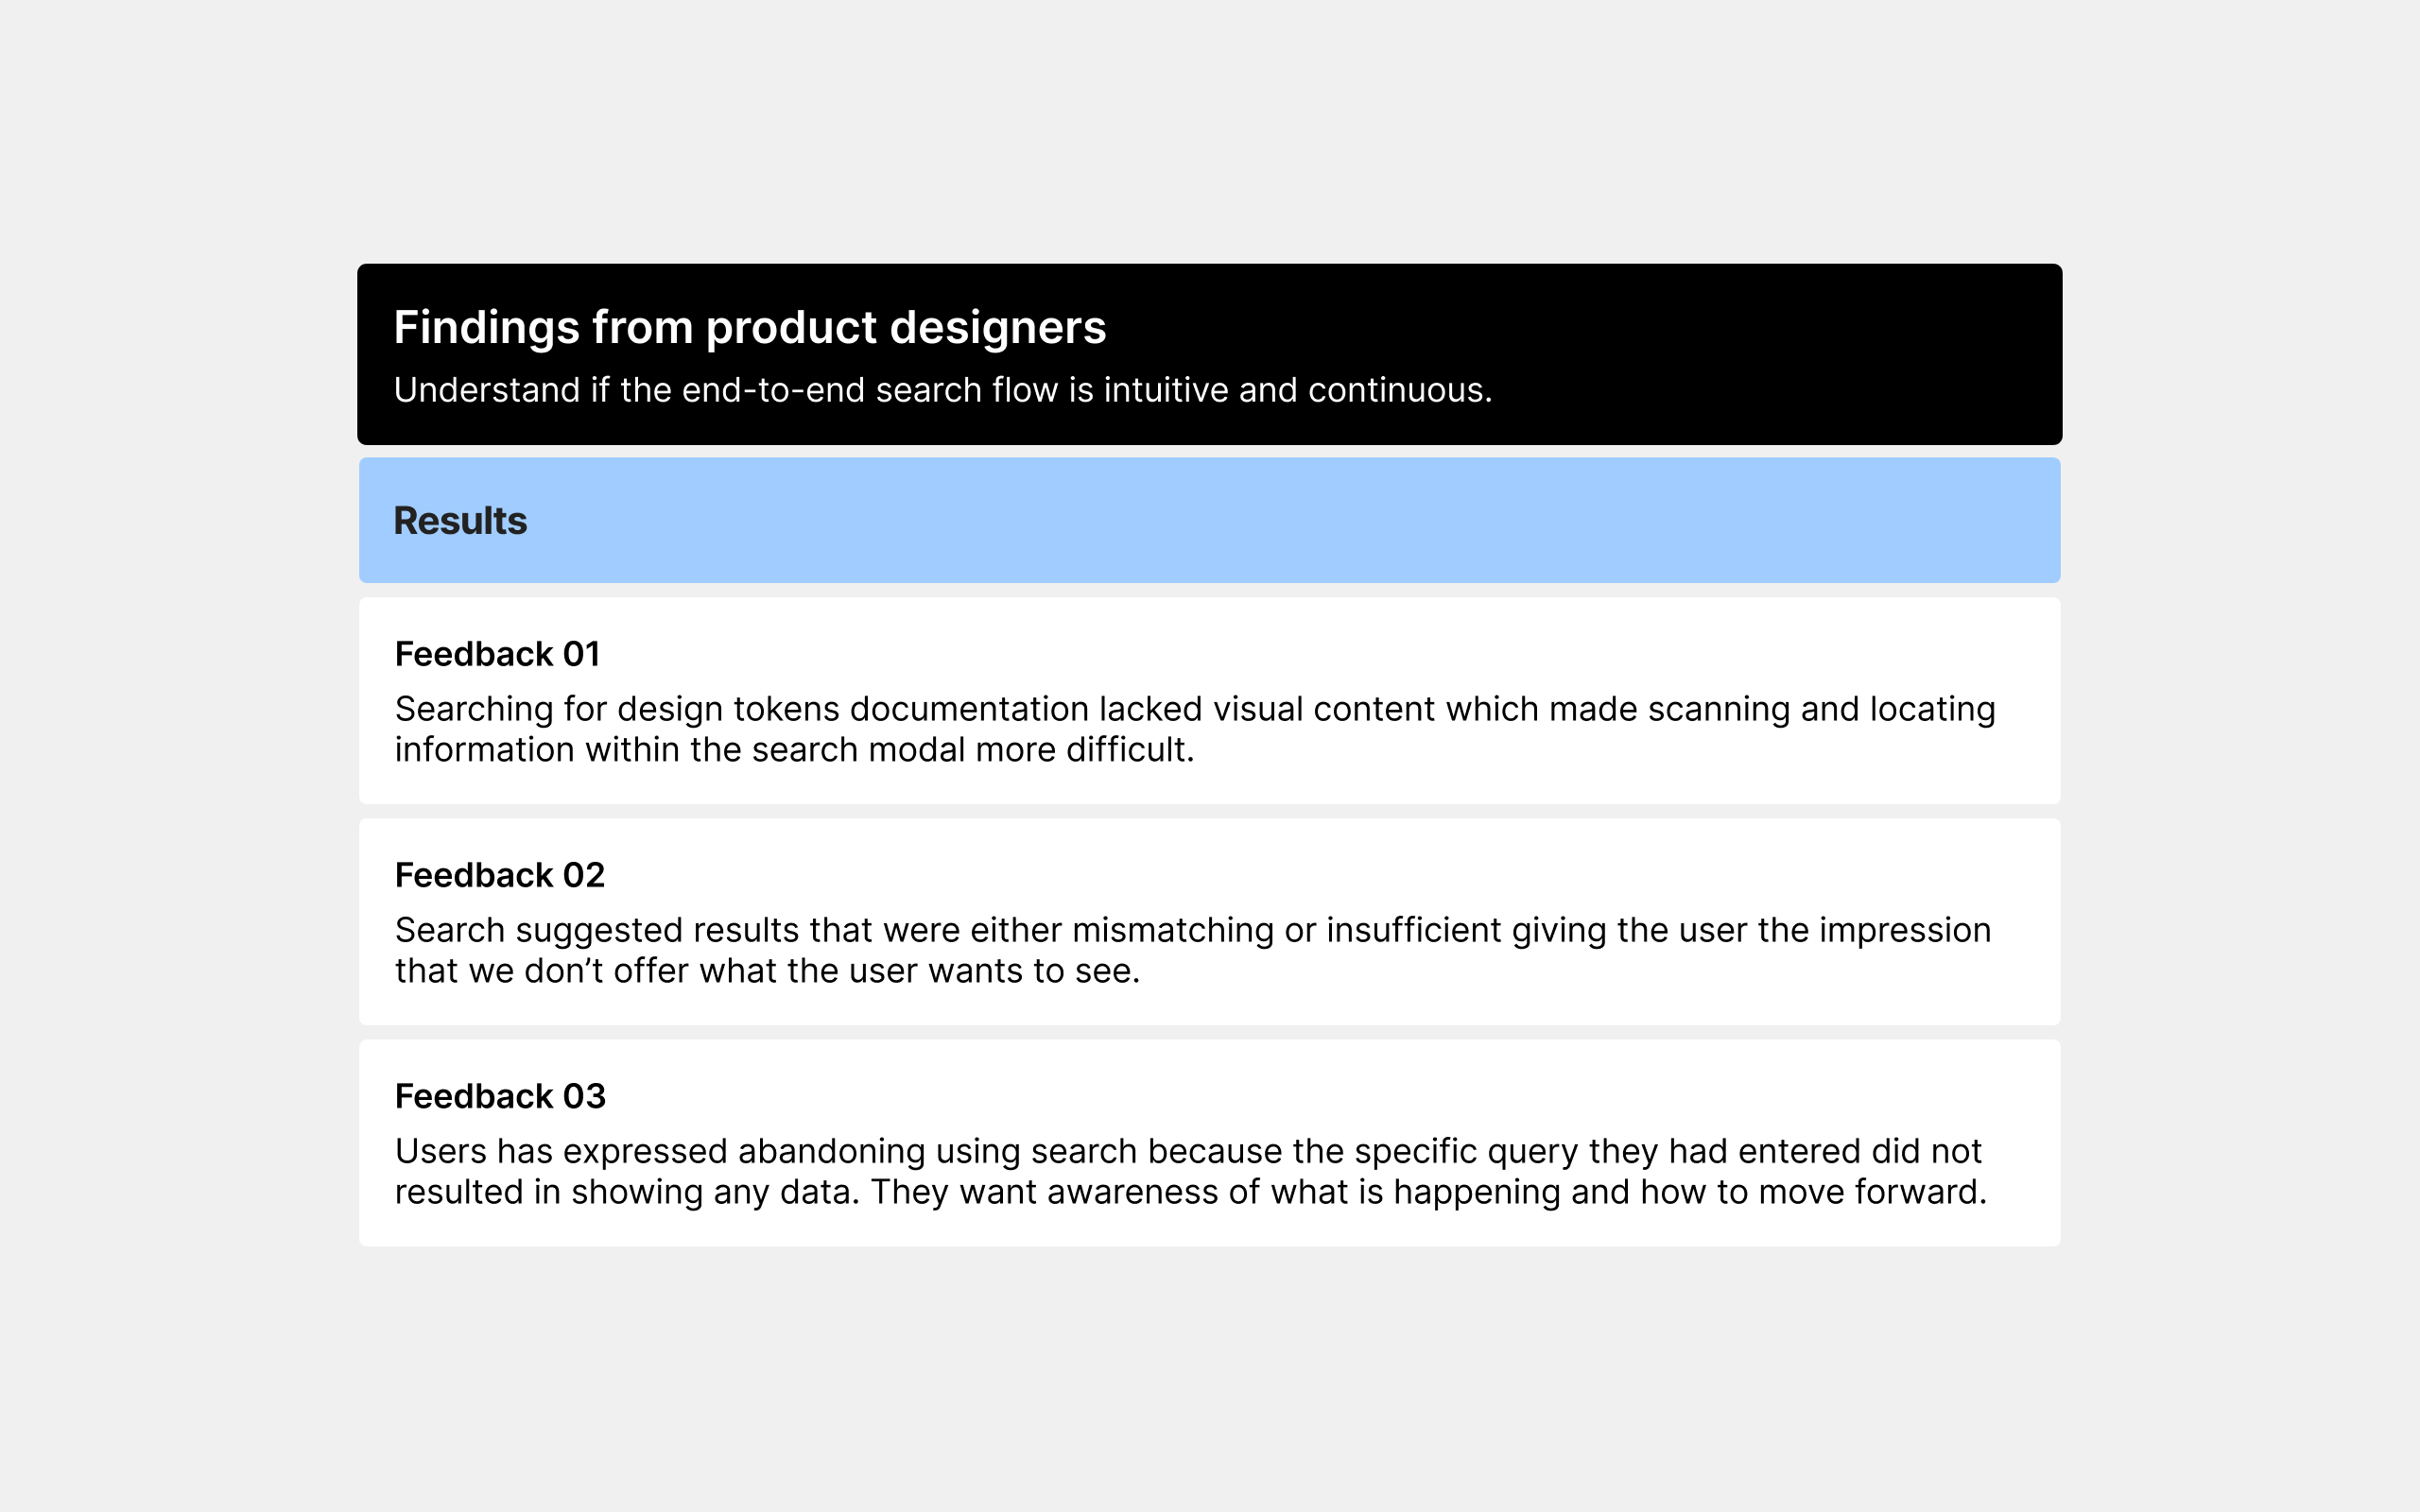 Findings from product designers
Understand if the end-to-end search flow is intuitive and continuous.
Results
Feedback 01
Searching for design tokens documentation lacked visual content which made scanning and locating
information within the search modal more difficult.
Feedback 02
Search suggested results that were either mismatching or insufficient giving the user the impression
that we don’t offer what the user wants to see.
Feedback 03
Users has expressed abandoning using search because the specific query they had entered did not
resulted in showing any data. They want awareness of what is happening and how to move forward.